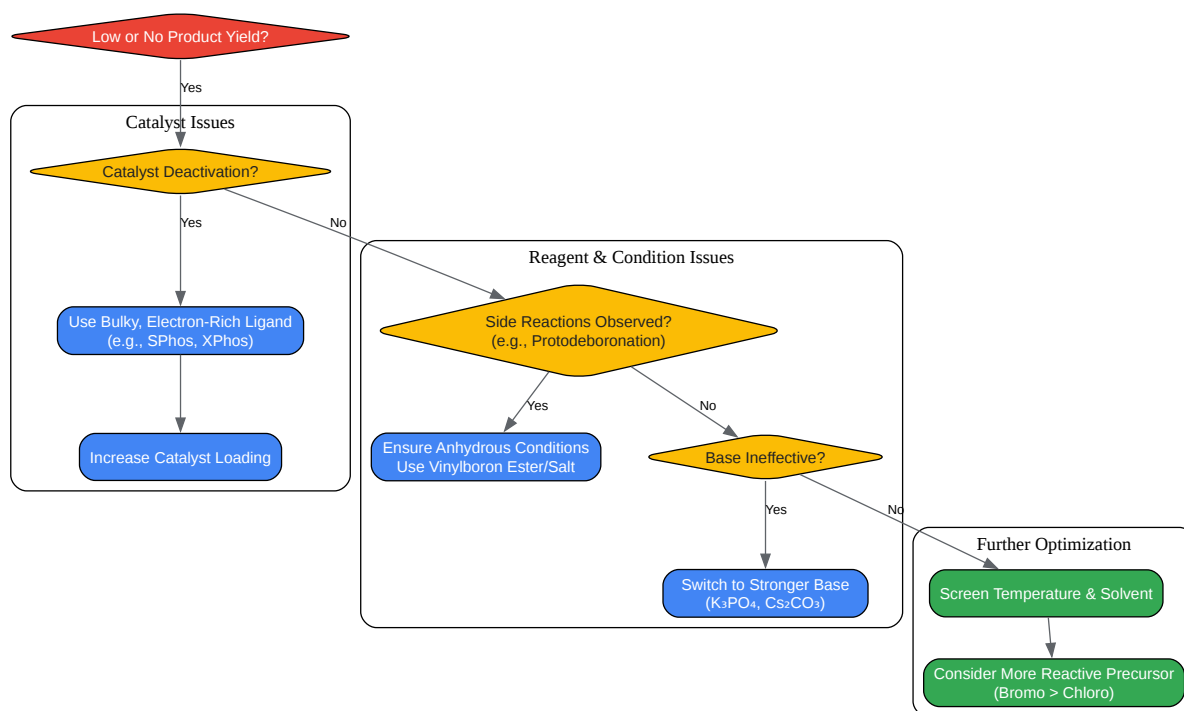 Low or No Product Yield?
Yes
Catalyst Issues
Catalyst Deactivation?
Yes
No
Use Bulky, Electron-Rich Ligand
(e.g., SPhos, XPhos)
Increase Catalyst Loading
Reagent & Condition Issues
Side Reactions Observed?
(e.g., Protodeboronation)
Yes
No
Ensure Anhydrous Conditions
Use Vinylboron Ester/Salt
Base Ineffective?
Yes
No
Switch to Stronger Base
(K₃PO₄, Cs₂CO₃)
Further Optimization
Screen Temperature & Solvent
Consider More Reactive Precursor
(Bromo > Chloro)